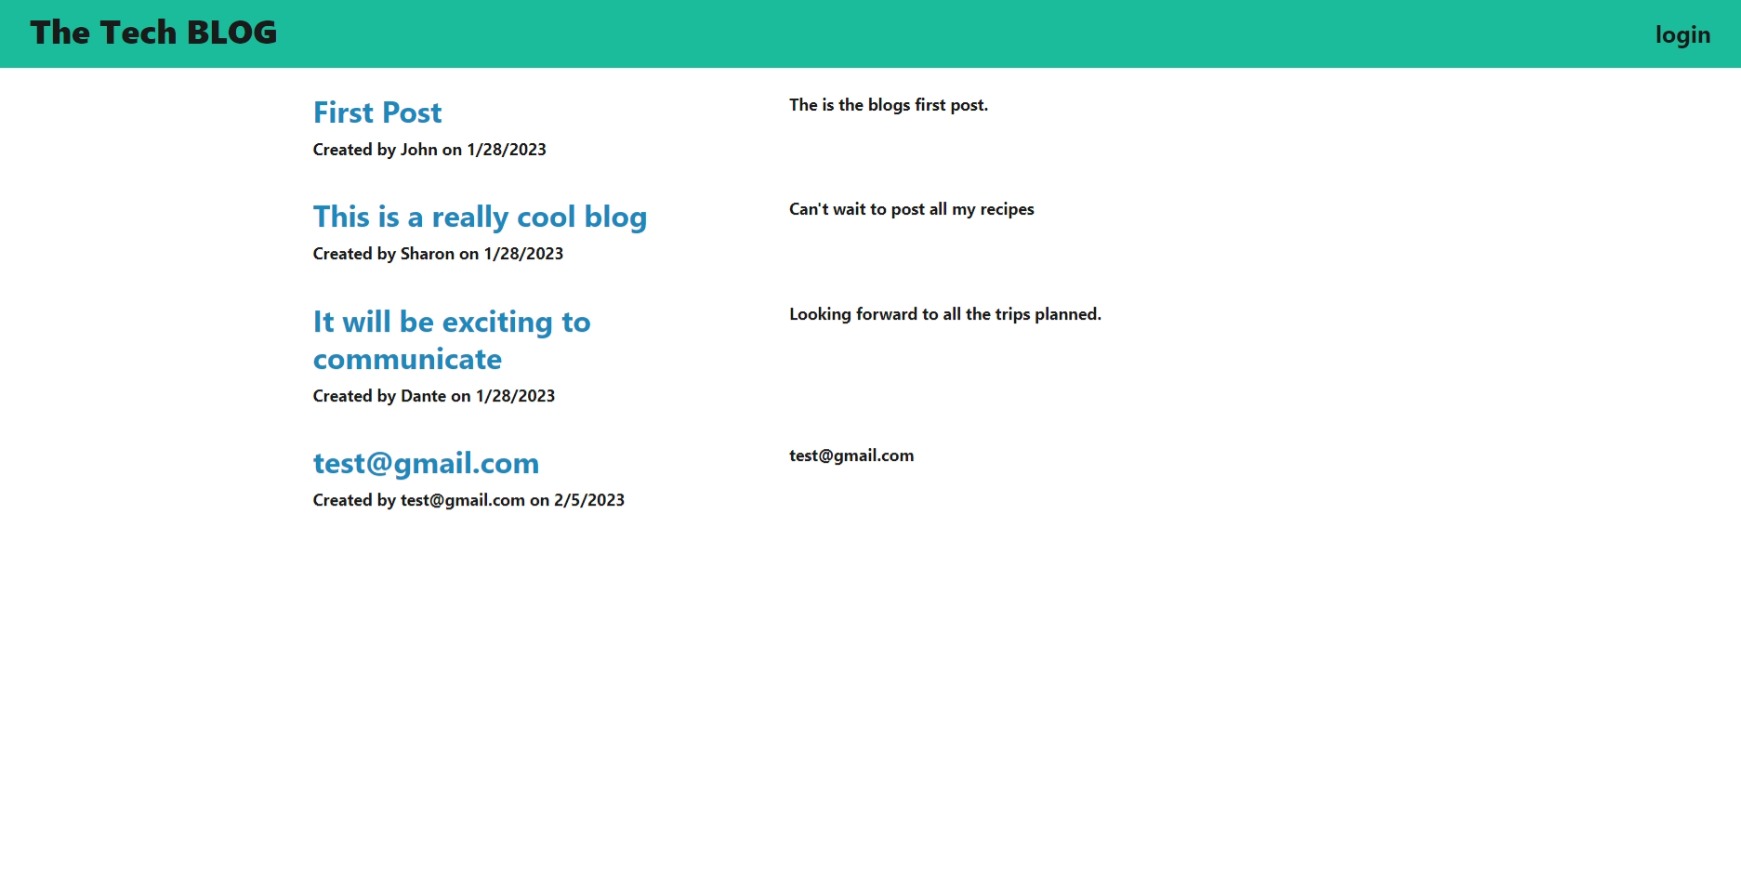 The Tech BLOG
login
First Post
The is the blogs first post.
Created by John on 1/28/2023
This is a really cool blog
Can't wait to post all my recipes
Created by Sharon on 1/28/2023
It will be exciting to
communicate
Looking forward to all the trips planned.
Created by Dante on 1/28/2023
test@gmail.com
test@gmail.com
Created by test@gmail.com on 2/5/2023